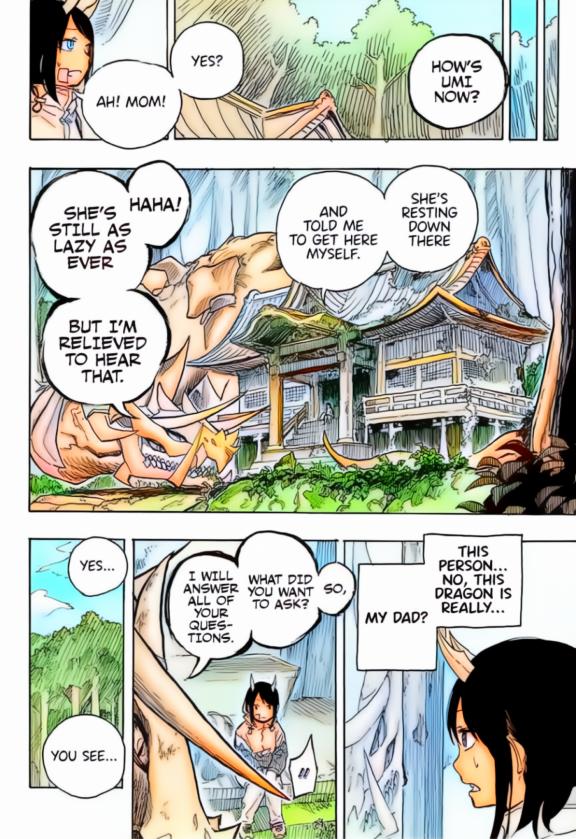 HOW'S
UMI
NOW?
YES?
AH! MOM!
SHE'S
RESTING
DOWN
THERE
AND
TOLD ME
TO GET HERE
MYSELF.
HAHA!
SHE'S
STILL AS
LAZY AS
EVER
BUT I'M
RELIEVED
TO HEAR
THAT.
THIS
PERSON...
NO, THIS
DRAGON IS
REALLY...
MY DAD?
SO,
WHAT DID
YOU WANT
TO ASK?
I WILL
ANSWER
ALL OF
YOUR
QUES-
TIONS.
!!
YES...
YOU SEE...